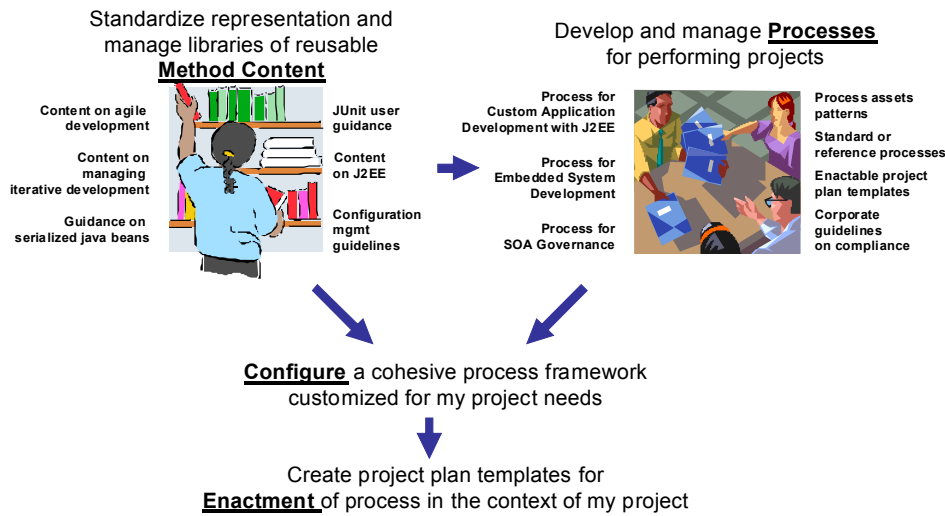 Standardize representation and
manage libraries of reusable
Method Content
Content on agile
development
Content on
managing
iterative development
Guidance on
serialized java beans
JUnit user
guidance
Content
on J2EE
Configuration
mgmt
guidelines
Develop and manage Processes
for performing projects
Process for
Custom Application
Development with J2EE
Process for
Embedded System
Development
Process for
SOA Governance
Process assets
patterns
Standard or
reference processes
Enactable project
plan templates
Corporate
guidelines
on compliance
Configure a cohesive process framework
customized for my project needs
Create project plan templates for
Enactment of process in the context of my project